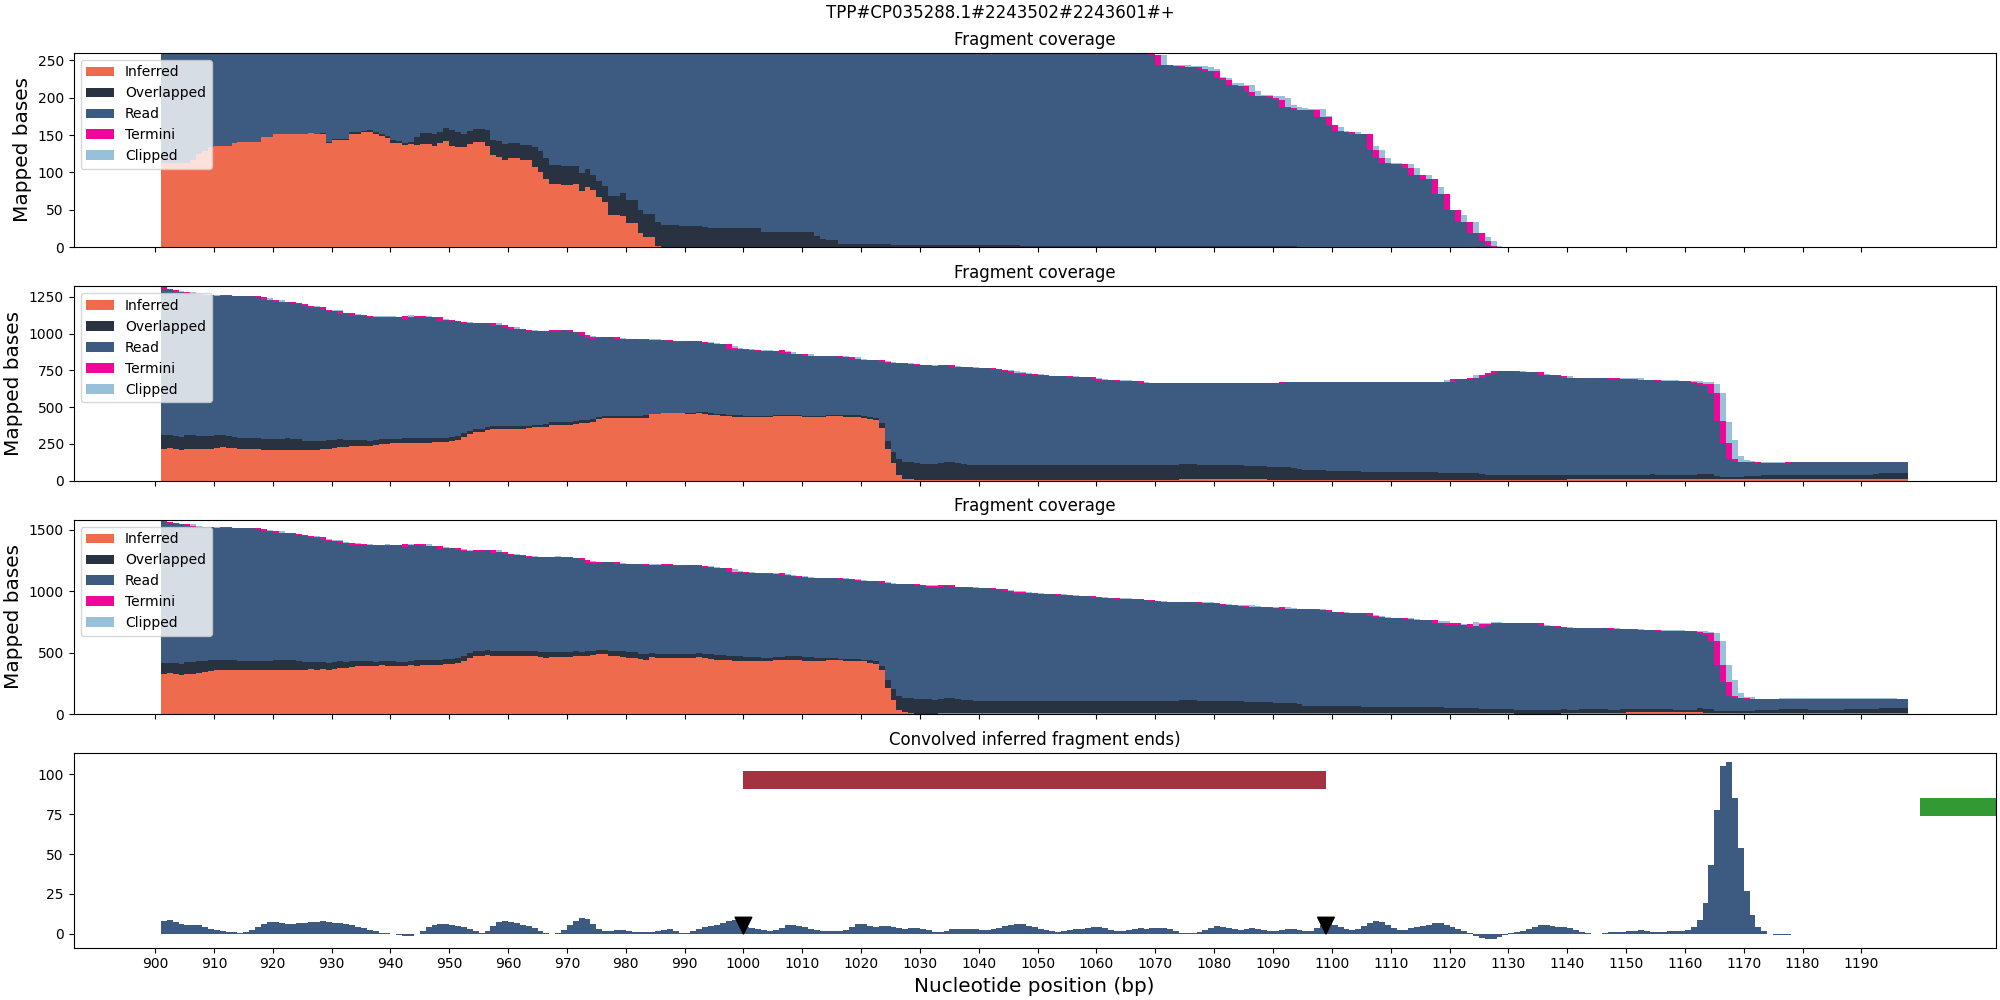 TPP#CP035288.1#2243502#2243601#+
Fragment coverage
Mapped bases
250
200
150
100
50
0
Inferred
Overlapped
Read
Termini
Clipped
Fragment coverage
Mapped bases
1250
1000
750
500
250
0
Inferred
Overlapped
Read
Termini
Clipped
Fragment coverage
Mapped bases
1500
1000
500
0
Inferred
Overlapped
Read
Termini
Clipped
Convolved inferred fragment ends)
100
75
50
25
0
900 910 920 930 940 950 960 970 980 990 1000 1010 1020 1030 1040 1050 1060 1070 1080 1090 1100 1110 1120 1130 1140 1150 1160 1170 1180 1190
Nucleotide position (bp)